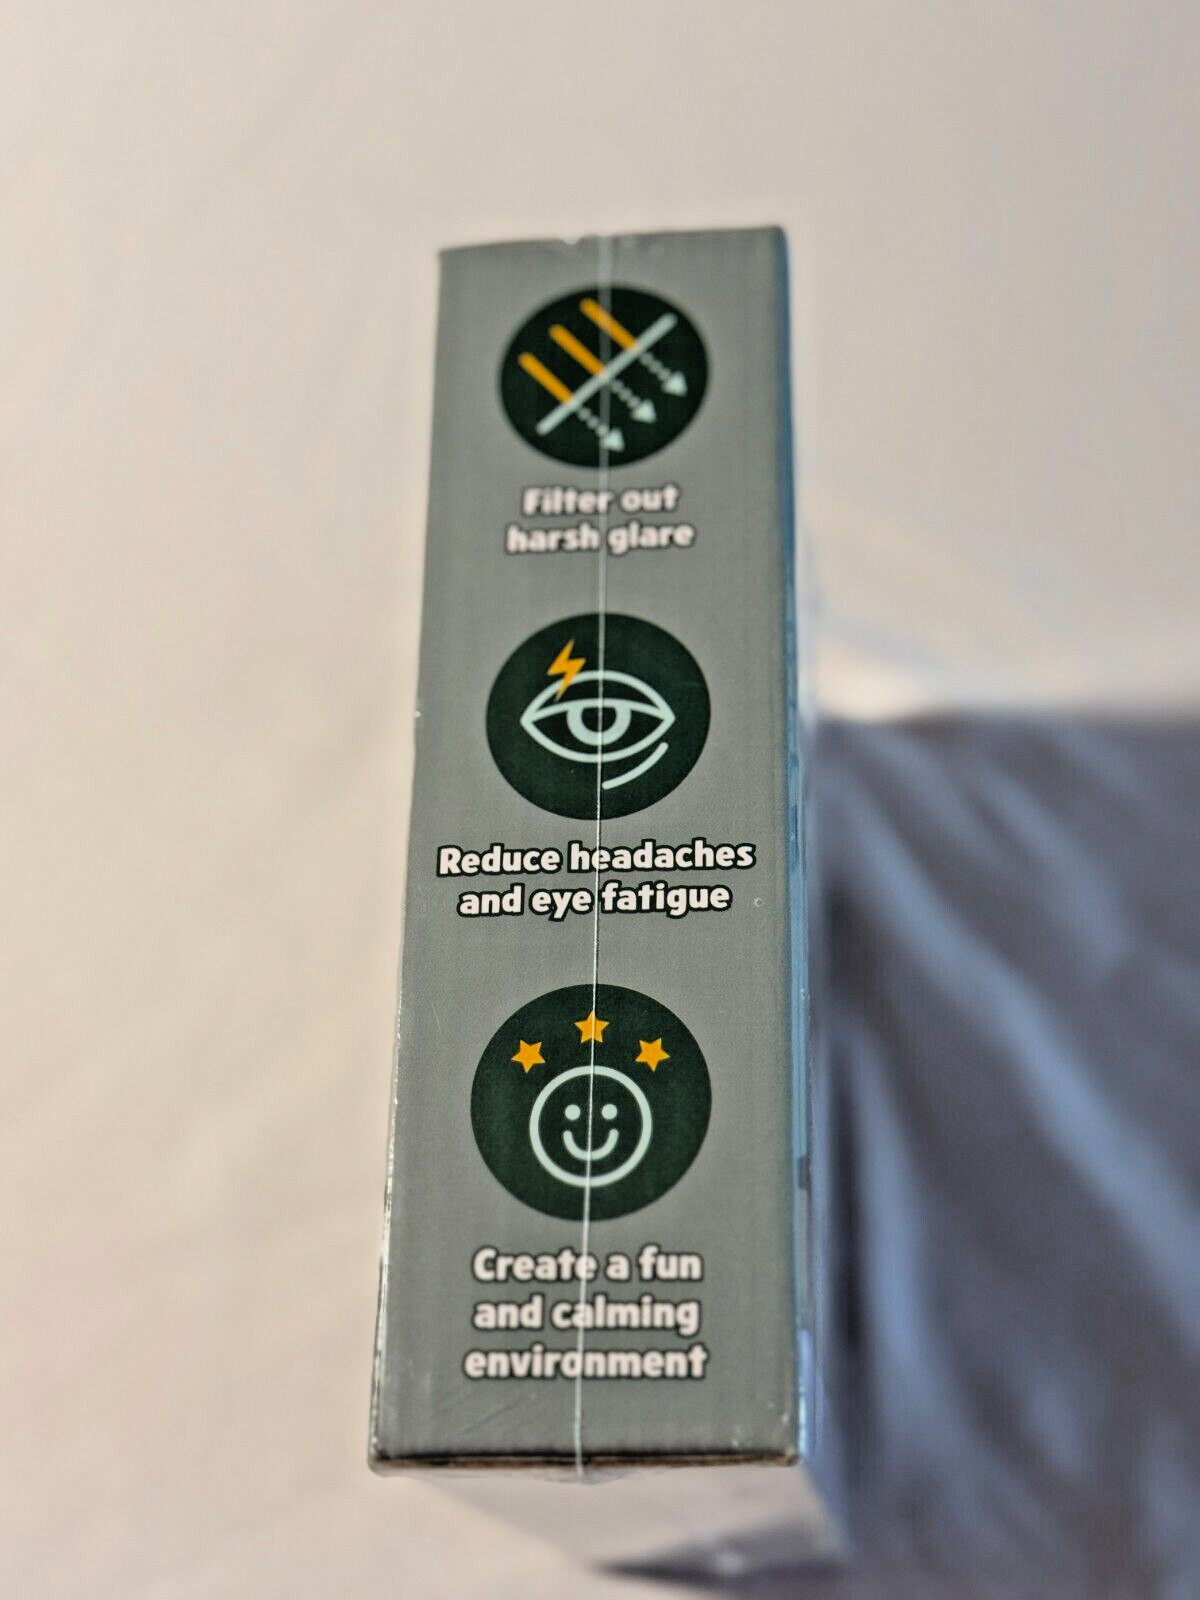 Filter out
harsh glare
Reduce headaches
and eye fatigue
Create a fun
and calming
environment